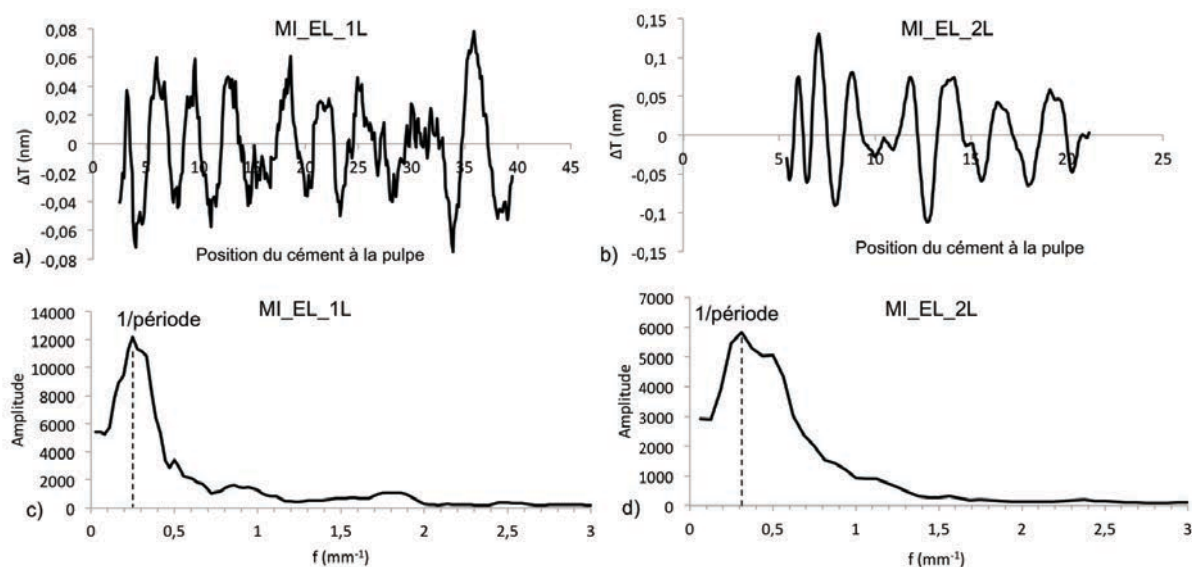 MI_EL_1L
0,08
0,06
0,04
0,02
0
-0,02
-0,04
-0,06
-0,08
ΔT (nm)
0 5 10 15 20 25 30 35 40 45
Position du cément à la pulpe
a)
MI_EL_2L
0,15
0,1
0,05
0
-0,05
-0,1
-0,15
ΔT (nm)
0 5 10 15 20 25
Position du cément à la pulpe
b)
MI_EL_1L
1/période
14000
12000
10000
8000
6000
4000
2000
0
Amplitude
0 0,5 1 1,5 2 2,5 3
f (mm⁻¹)
c)
MI_EL_2L
1/période
7000
6000
5000
4000
3000
2000
1000
0
Amplitude
0 0,5 1 1,5 2 2,5 3
f (mm⁻¹)
d)